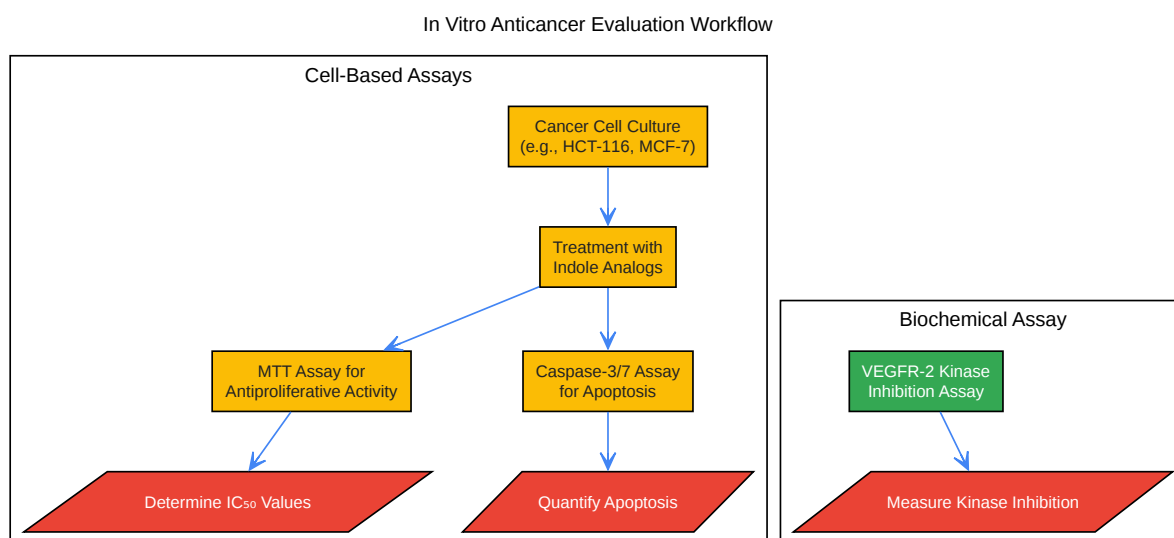 In Vitro Anticancer Evaluation Workflow
Cell-Based Assays
Cancer Cell Culture
(e.g., HCT-116, MCF-7)
Treatment with
Indole Analogs
MTT Assay for
Antiproliferative Activity
Caspase-3/7 Assay
for Apoptosis
Determine IC₅₀ Values
Quantify Apoptosis
Biochemical Assay
VEGFR-2 Kinase
Inhibition Assay
Measure Kinase Inhibition